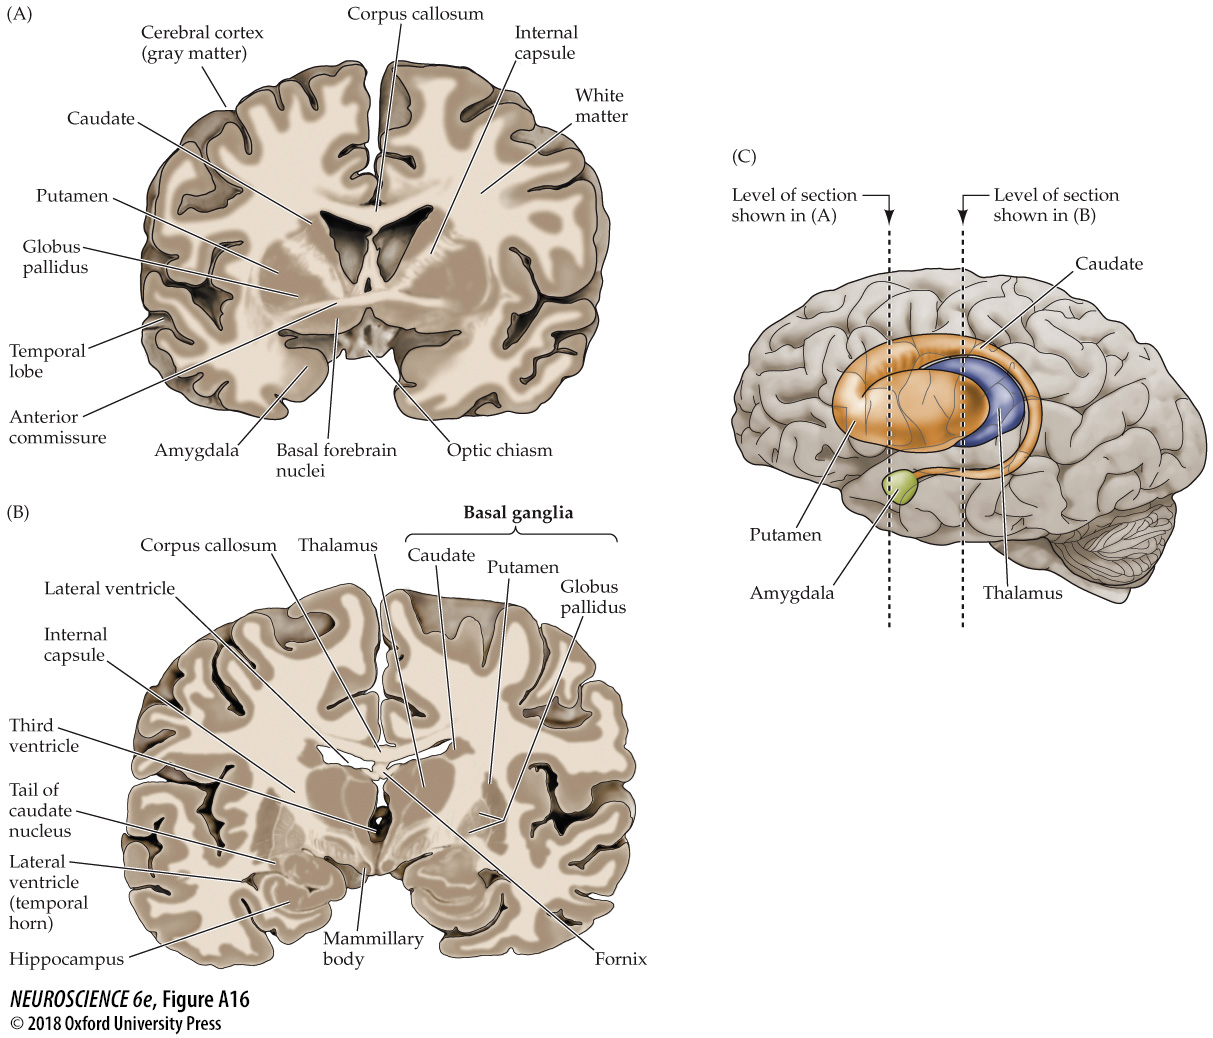 (A)
Corpus callosum
Cerebral cortex
(gray matter)
Internal
capsule
White
matter
Caudate
Putamen
Globus
pallidus
Temporal
lobe
Anterior
commissure
Amygdala
Basal forebrain
nuclei
Optic chiasm
(B)
Basal ganglia
Corpus callosum
Thalamus
Caudate
Putamen
Globus
pallidus
Lateral ventricle
Internal
capsule
Third
ventricle
Tail of
caudate
nucleus
Lateral
ventricle
(temporal
horn)
Hippocampus
Mammillary
body
Fornix
(C)
Level of section
shown in (A)
Level of section
shown in (B)
Caudate
Putamen
Amygdala
Thalamus
NEUROSCIENCE 6e, Figure A16
© 2018 Oxford University Press